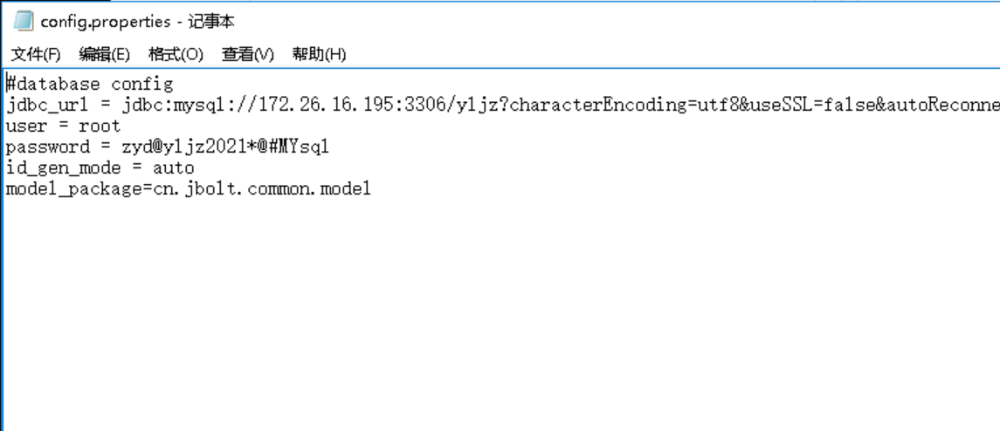 config.properties - 记事本
文件(F) 编辑(E) 格式(O) 查看(V) 帮助(H)
#database config
jdbc_url = jdbc:mysql://172.26.16.195:3306/yljz?characterEncoding=utf8&useSSL=false&autoReconne
user = root
password = zyd@yljz2021*@#MYsql
id_gen_mode = auto
model_package=cn.jbolt.common.model